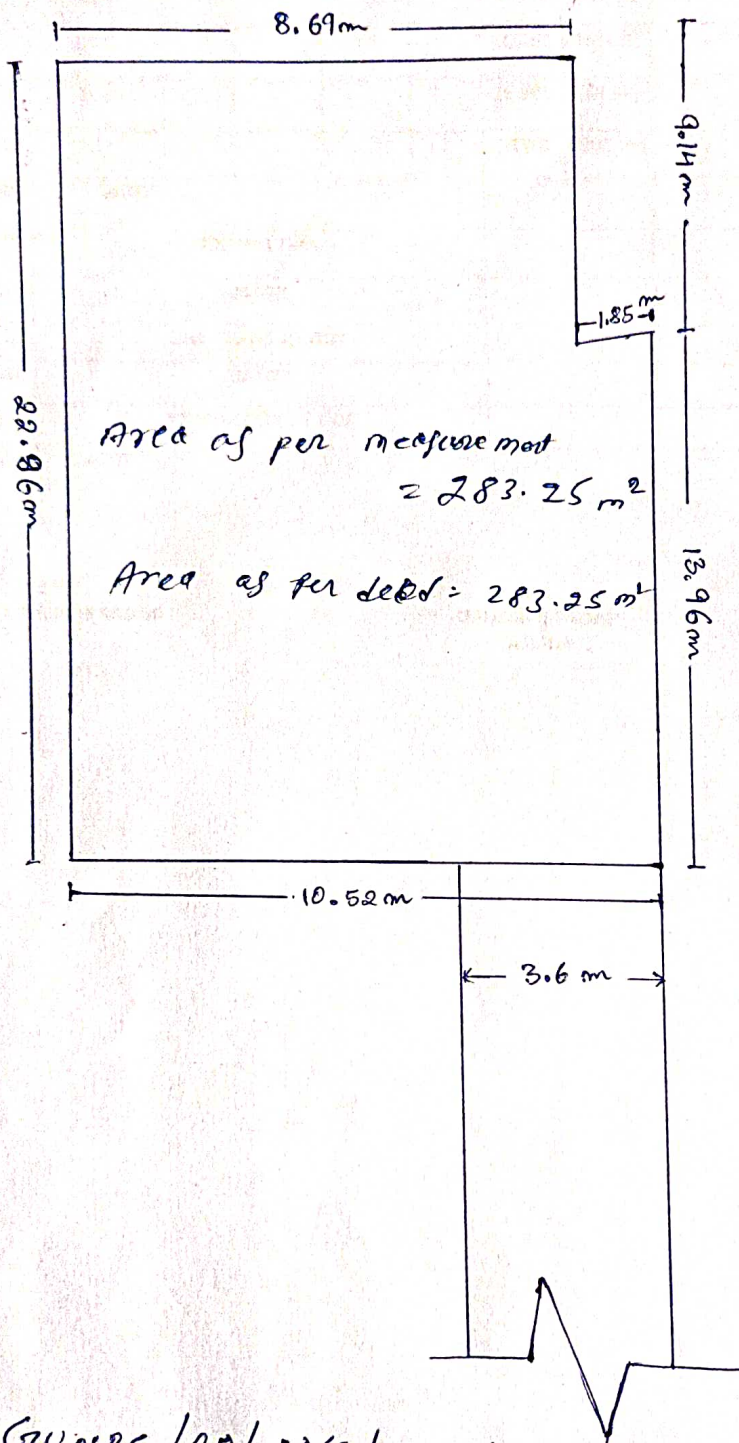 8.69m
9.14m
1.85m
22.86m
Area as per measurement
= 283.25 m²
Area as per deed = 283.25 m²
13.96m
10.52m
3.6 m